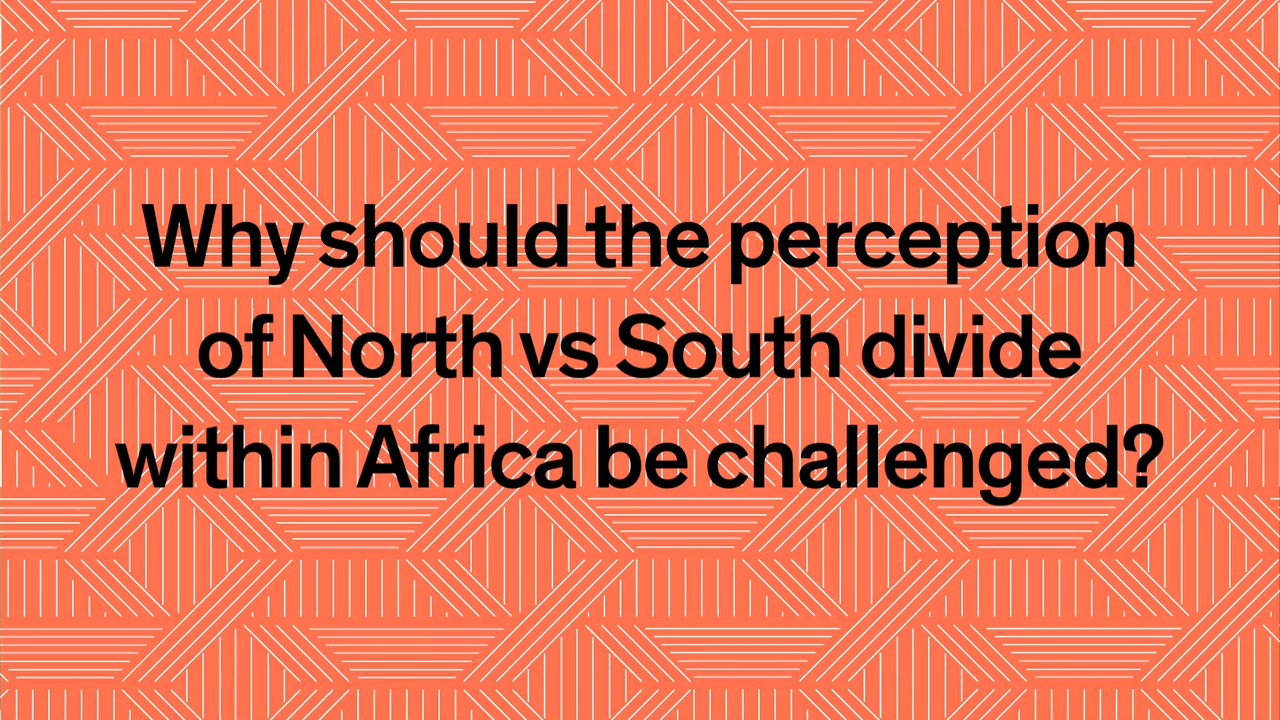 Why should the perception
of North vs South divide
within Africa be challenged?